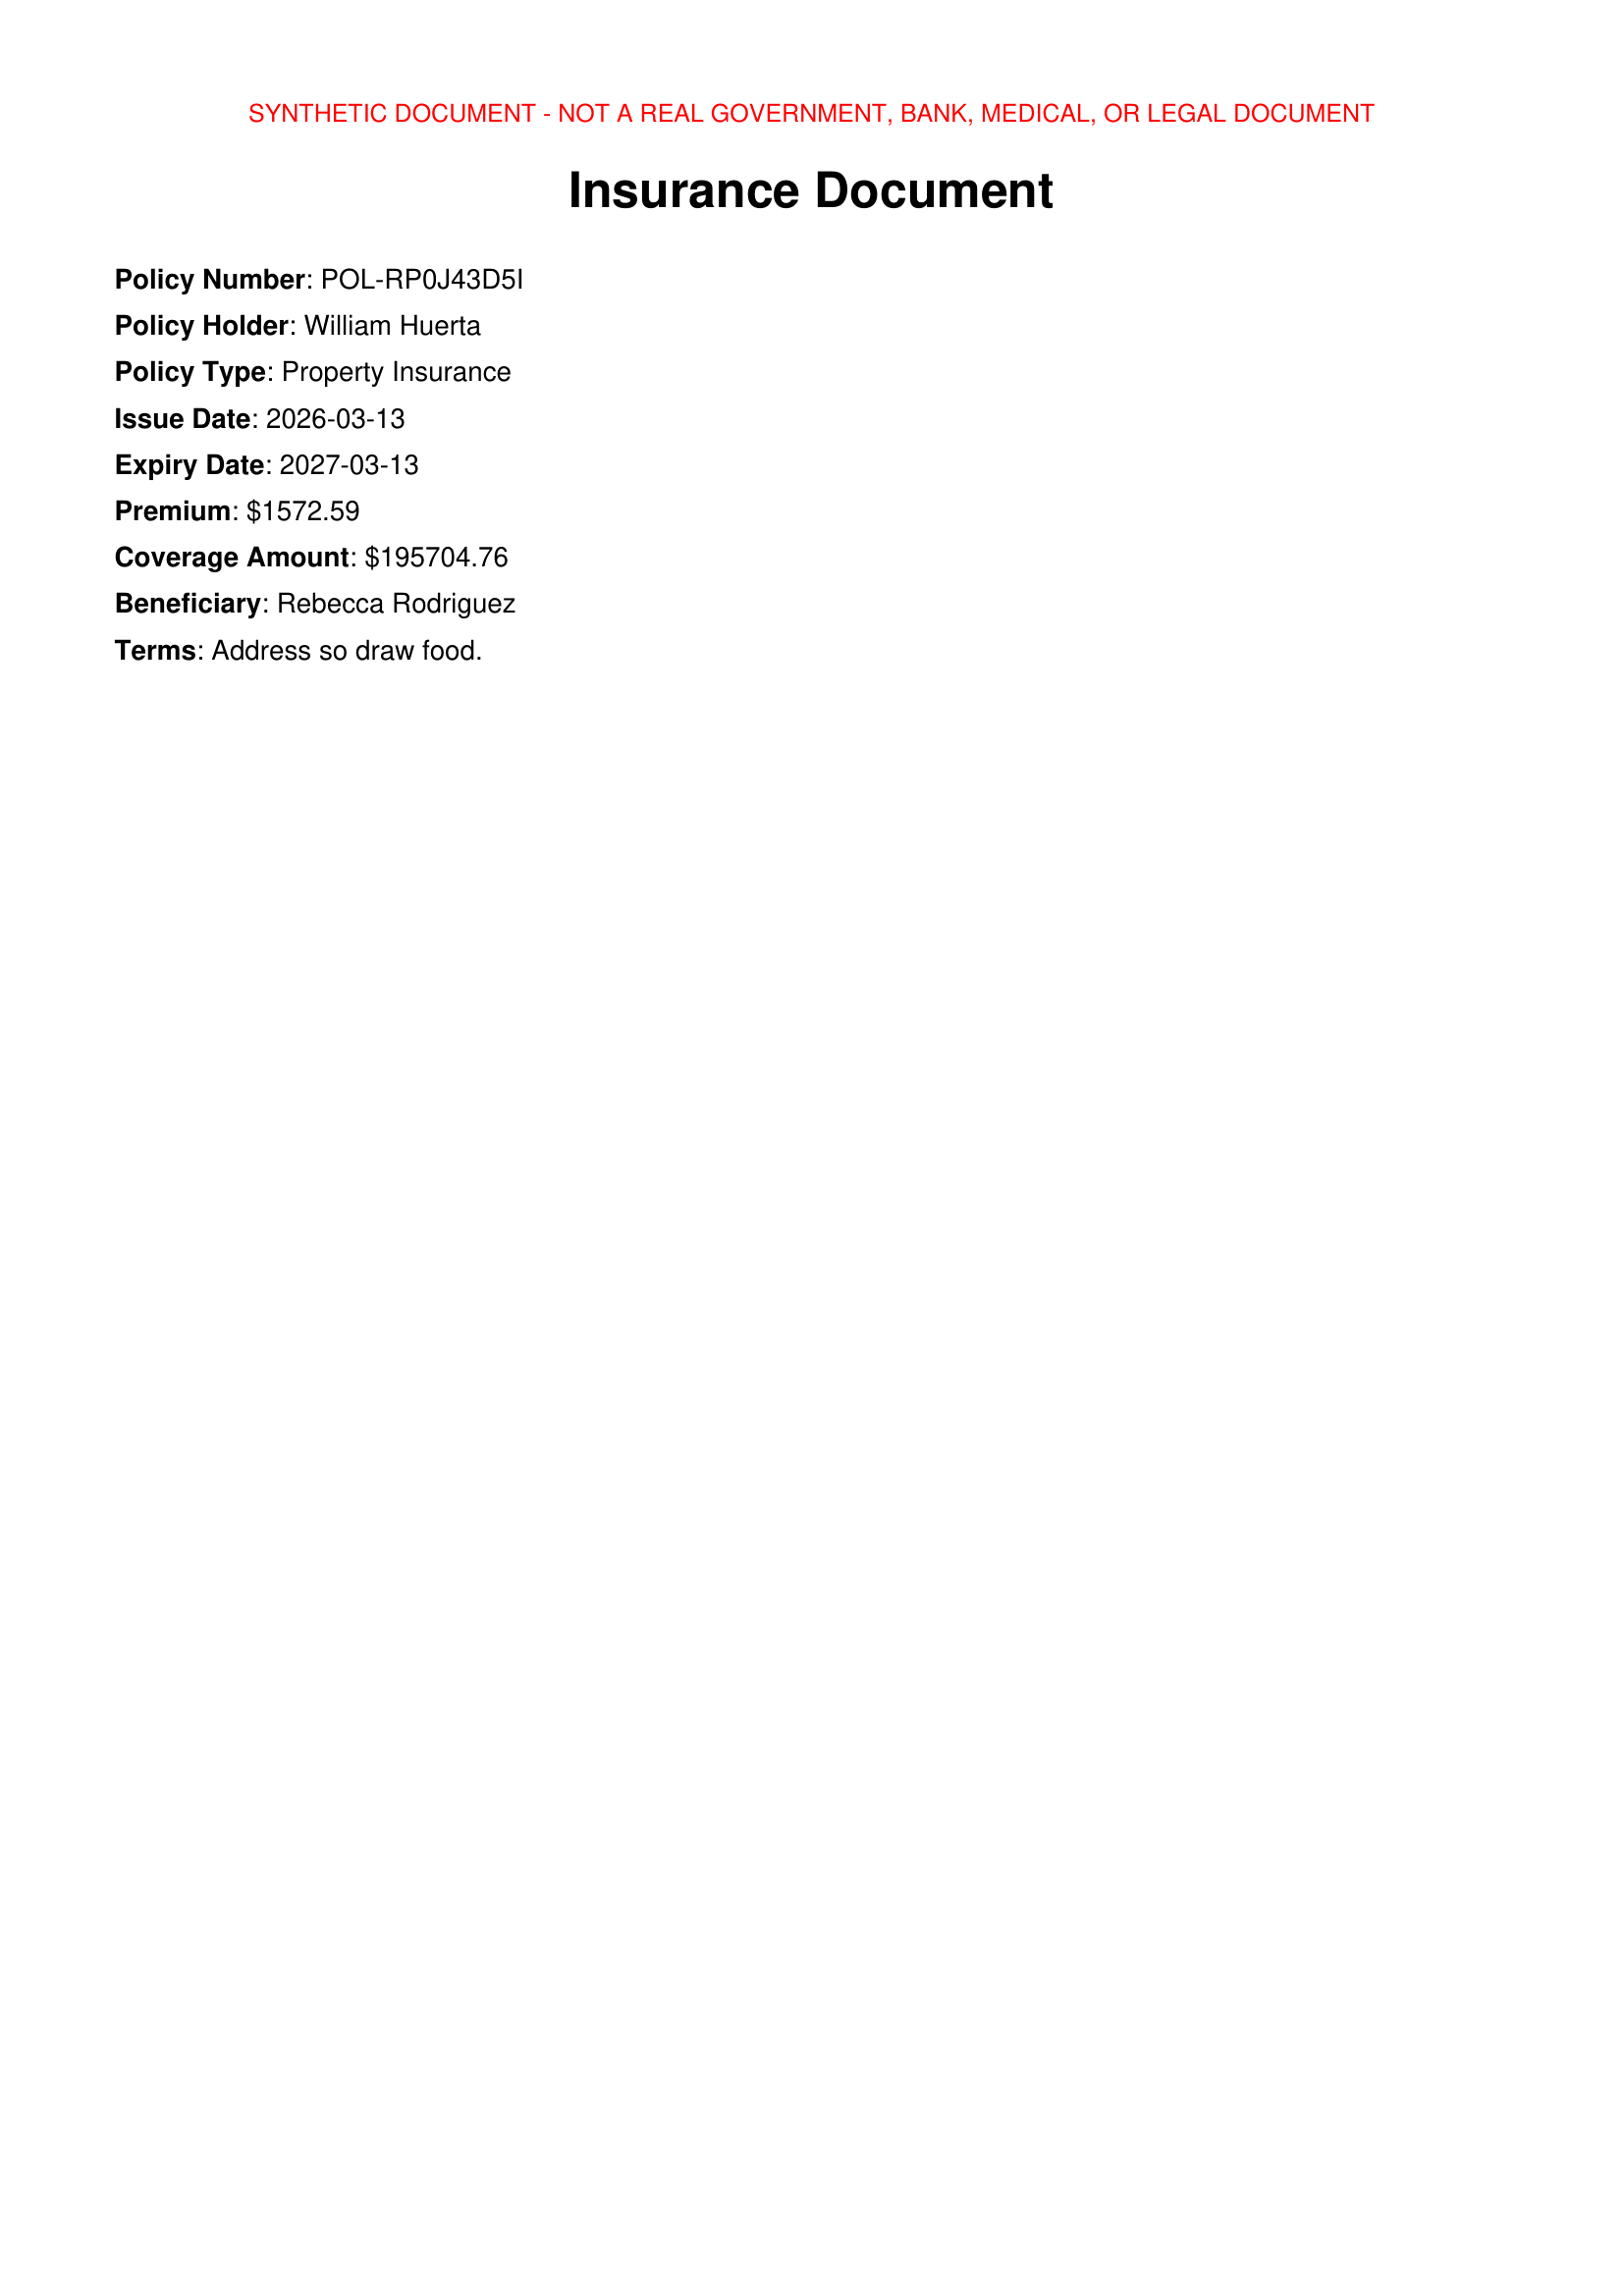 SYNTHETIC DOCUMENT - NOT A REAL GOVERNMENT, BANK, MEDICAL, OR LEGAL DOCUMENT
Insurance Document
Policy Number: POL-RP0J43D5I
Policy Holder: William Huerta
Policy Type: Property Insurance
Issue Date: 2026-03-13
Expiry Date: 2027-03-13
Premium: $1572.59
Coverage Amount: $195704.76
Beneficiary: Rebecca Rodriguez
Terms: Address so draw food.